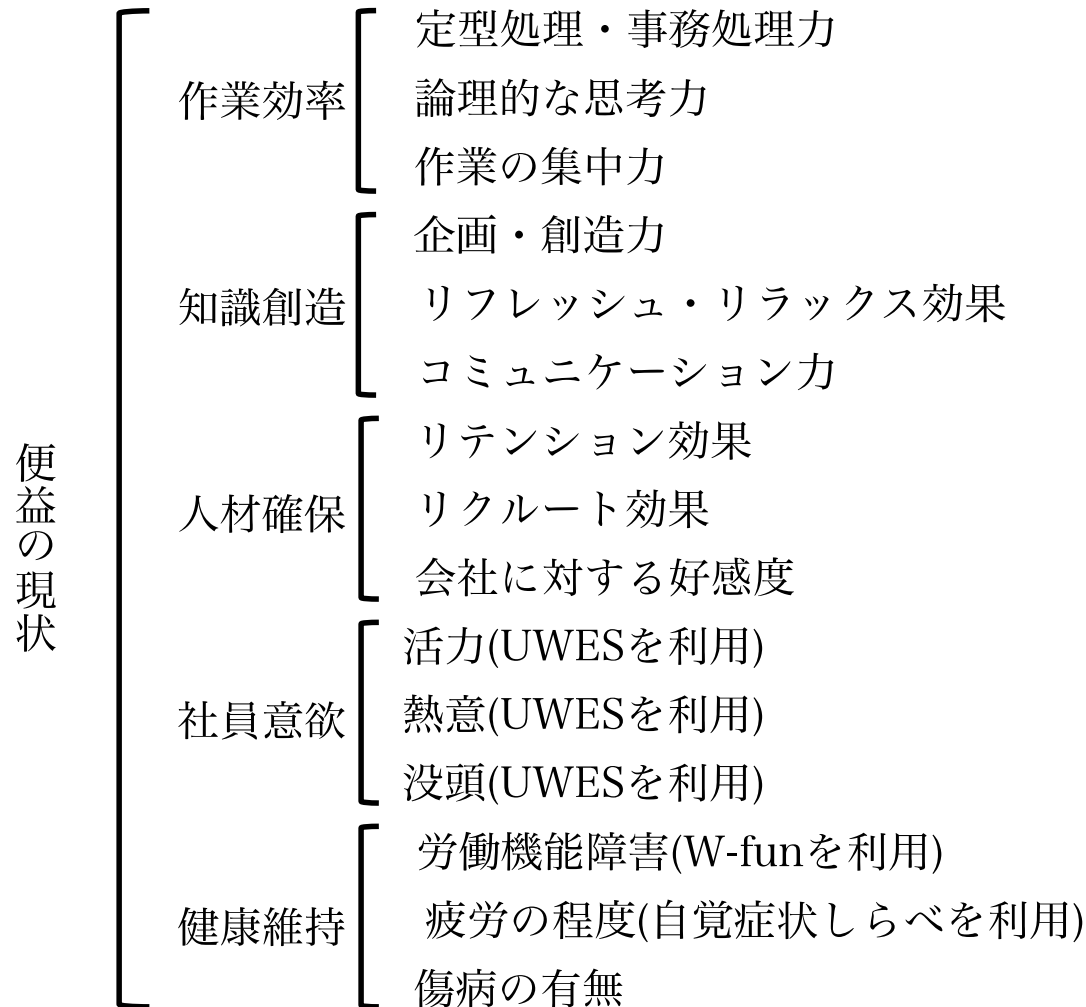 便益の現状
作業効率
定型処理・事務処理力
論理的な思考力
作業の集中力
知識創造
企画・創造力
リフレッシュ・リラックス効果
コミュニケーション力
人材確保
リテンション効果
リクルート効果
会社に対する好感度
社員意欲
活力(UWESを利用)
熱意(UWESを利用)
没頭(UWESを利用)
健康維持
労働機能障害(W-funを利用)
疲労の程度(自覚症状しらべを利用)
傷病の有無